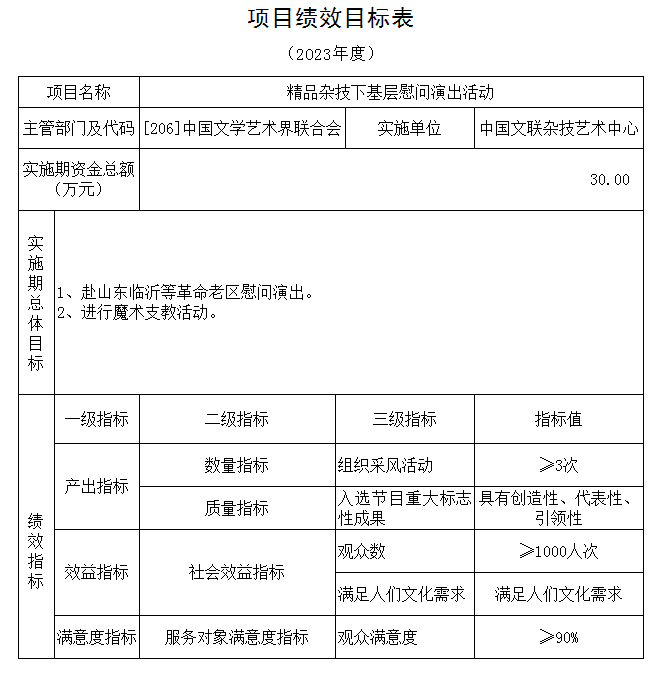 项目绩效目标表
（2023年度）
项目名称 精品杂技下基层慰问演出活动
主管部门及代码 [206]中国文学艺术界联合会 实施单位 中国文联杂技艺术中心
实施期资金总额
（万元） 30.00
实施期总体目标
1、赴山东临沂等革命老区慰问演出。
2、进行魔术支教活动。
绩效指标
一级指标 二级指标 三级指标 指标值
产出指标 数量指标 组织采风活动 ≥3次
质量指标 入选节目重大标志
性成果 具有创造性、代表性、
引领性
效益指标 社会效益指标 观众数 ≥1000人次
满足人们文化需求 满足人们文化需求
满意度指标 服务对象满意度指标 观众满意度 ≥90%